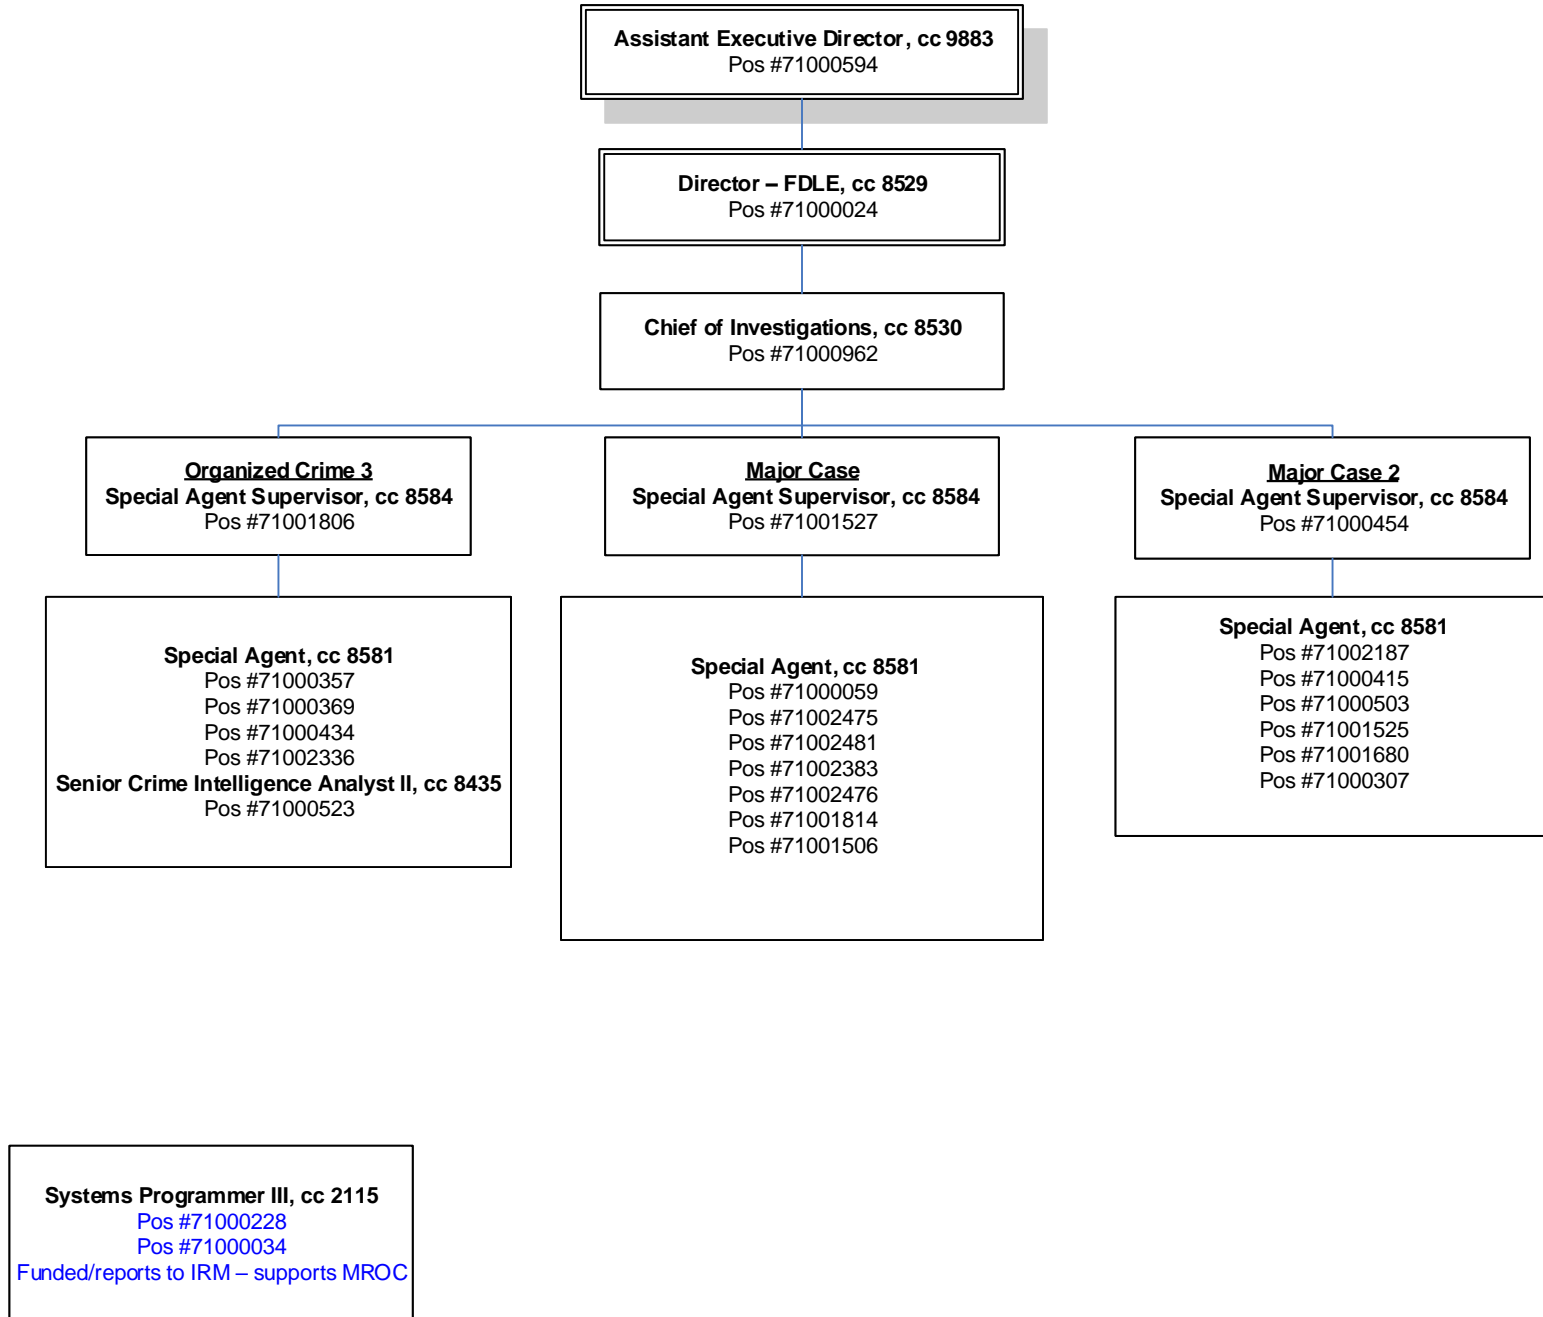 Assistant Executive Director, cc 9883
Pos #71000594
Director – FDLE, cc 8529
Pos #71000024
Chief of Investigations, cc 8530
Pos #71000962
Organized Crime 3
Special Agent Supervisor, cc 8584
Pos #71001806
Major Case
Special Agent Supervisor, cc 8584
Pos #71001527
Major Case 2
Special Agent Supervisor, cc 8584
Pos #71000454
Special Agent, cc 8581
Pos #71000357
Pos #71000369
Pos #71000434
Pos #71002336
Senior Crime Intelligence Analyst II, cc 8435
Pos #71000523
Special Agent, cc 8581
Pos #71000059
Pos #71002475
Pos #71002481
Pos #71002383
Pos #71002476
Pos #71001814
Pos #71001506
Special Agent, cc 8581
Pos #71002187
Pos #71000415
Pos #71000503
Pos #71001525
Pos #71001680
Pos #71000307
Systems Programmer III, cc 2115
Pos #71000228
Pos #71000034
Funded/reports to IRM – supports MROC